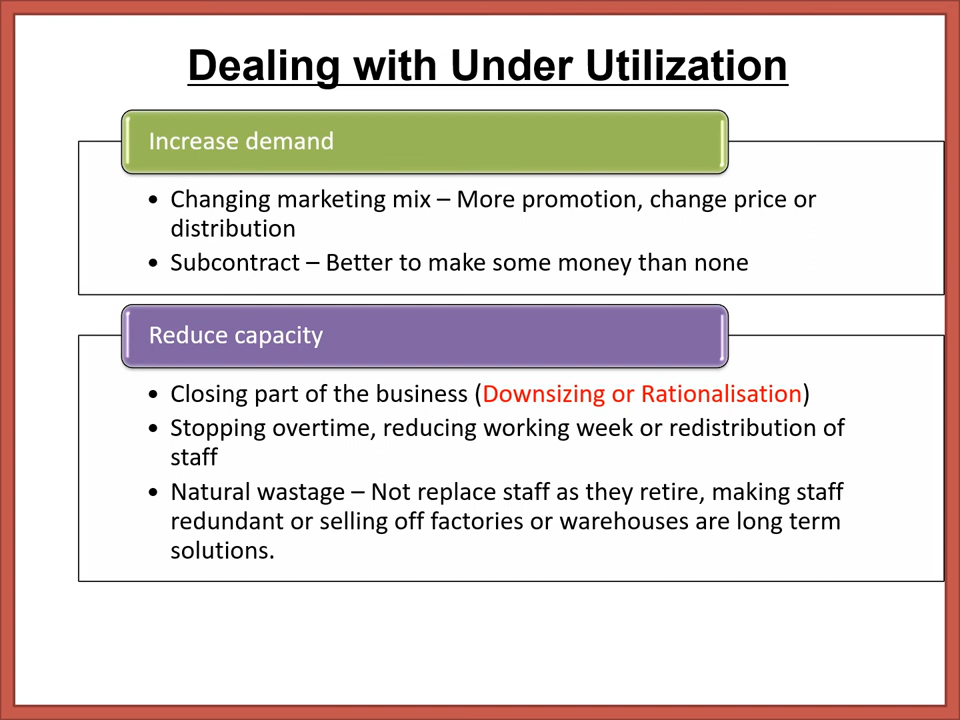 Dealing with Under Utilization
Increase demand
• Changing marketing mix – More promotion, change price or
distribution
• Subcontract – Better to make some money than none
Reduce capacity
• Closing part of the business (Downsizing or Rationalisation)
• Stopping overtime, reducing working week or redistribution of
staff
• Natural wastage – Not replace staff as they retire, making staff
redundant or selling off factories or warehouses are long term
solutions.